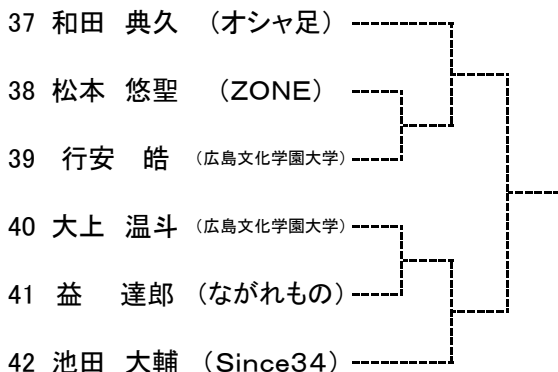 37 和田 典久 （オシャ足）
38 松本 悠聖 （ZONE）
39 行安 皓 （広島文化学園大学）
40 大上 温斗 （広島文化学園大学）
41 益 達郎 （ながれもの）
42 池田 大輔 （Since34）